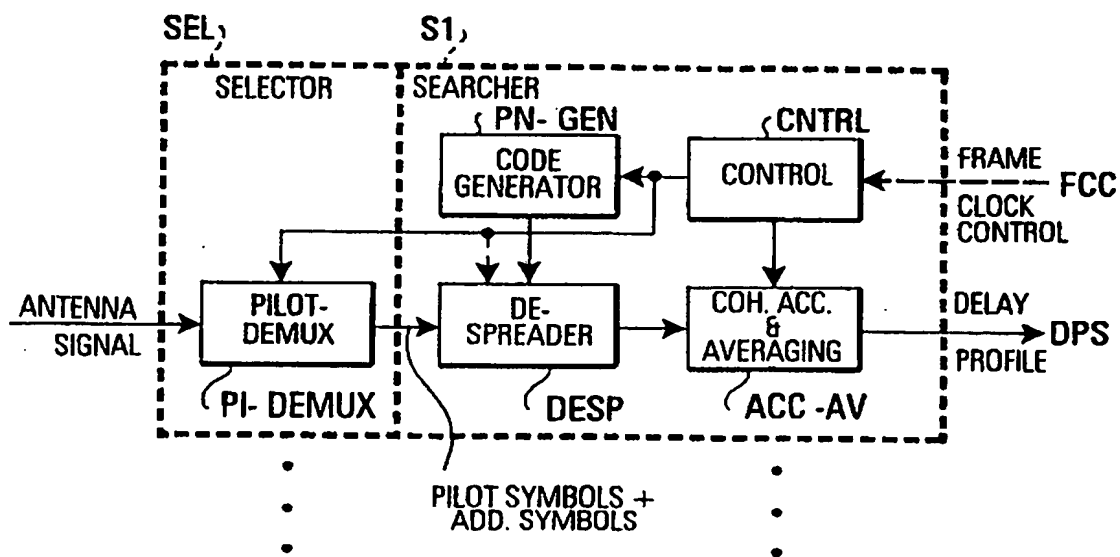 SEL
S1
SELECTOR
SEARCHER
PN- GEN
CNTRL
CODE
GENERATOR
CONTROL
FRAME
FCC
CLOCK
CONTROL
ANTENNA
SIGNAL
PILOT-
DEMUX
DE-
SPREADER
COH. ACC.
&
AVERAGING
DELAY
DPS
PROFILE
PI- DEMUX
DESP
ACC -AV
PILOT SYMBOLS +
ADD. SYMBOLS